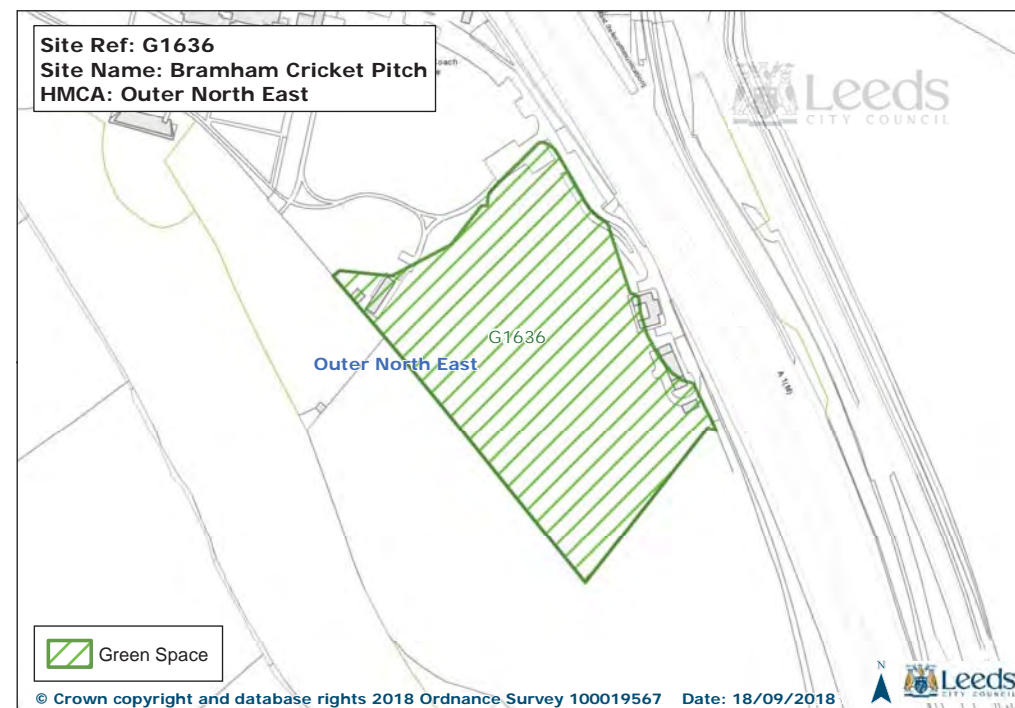 Site Ref: G1636
Site Name: Bramham Cricket Pitch
HMCA: Outer North East
Leeds
CITY COUNCIL
G1636
Outer North East
A 1(M)
Green Space
N
Leeds
CITY COUNCIL
© Crown copyright and database rights 2018 Ordnance Survey 100019567 Date: 18/09/2018